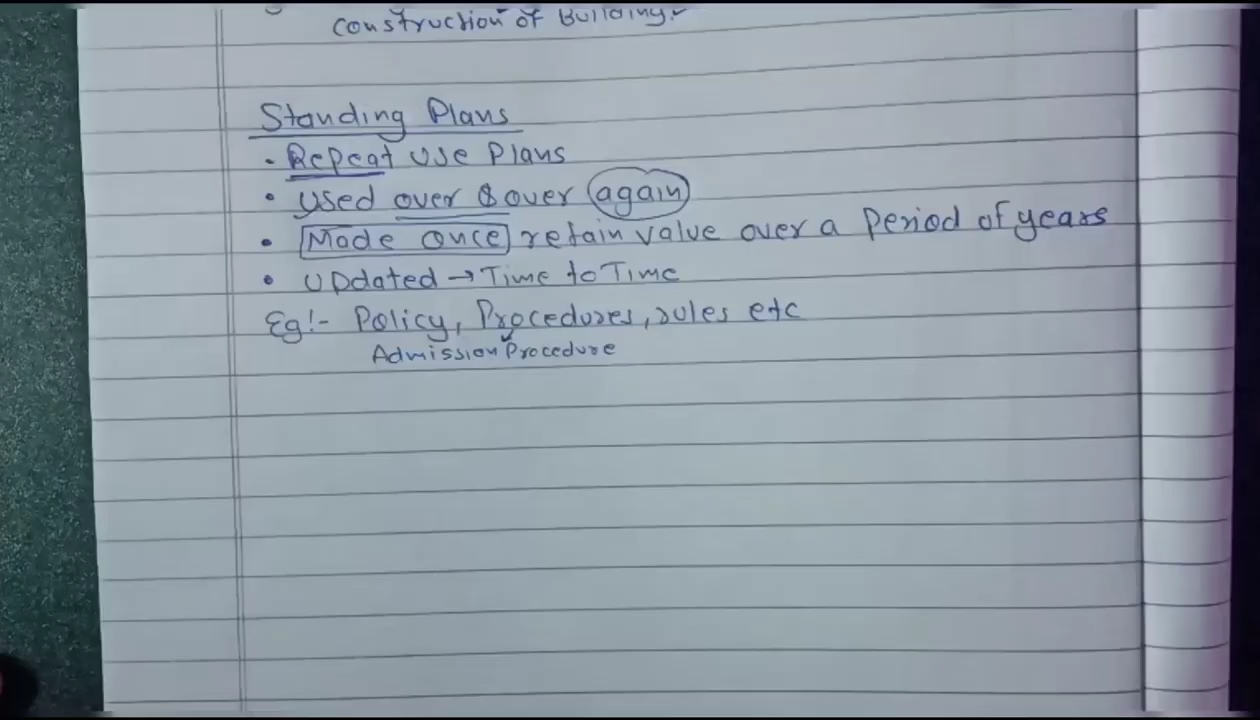 construction of Building.
Standing Plans
• Repeat Use Plans
• Used over & over again
• Made once retain value over a Period of years
• Updated → Time to Time
Eg:- Policy, Procedures, rules etc
Admission Procedure